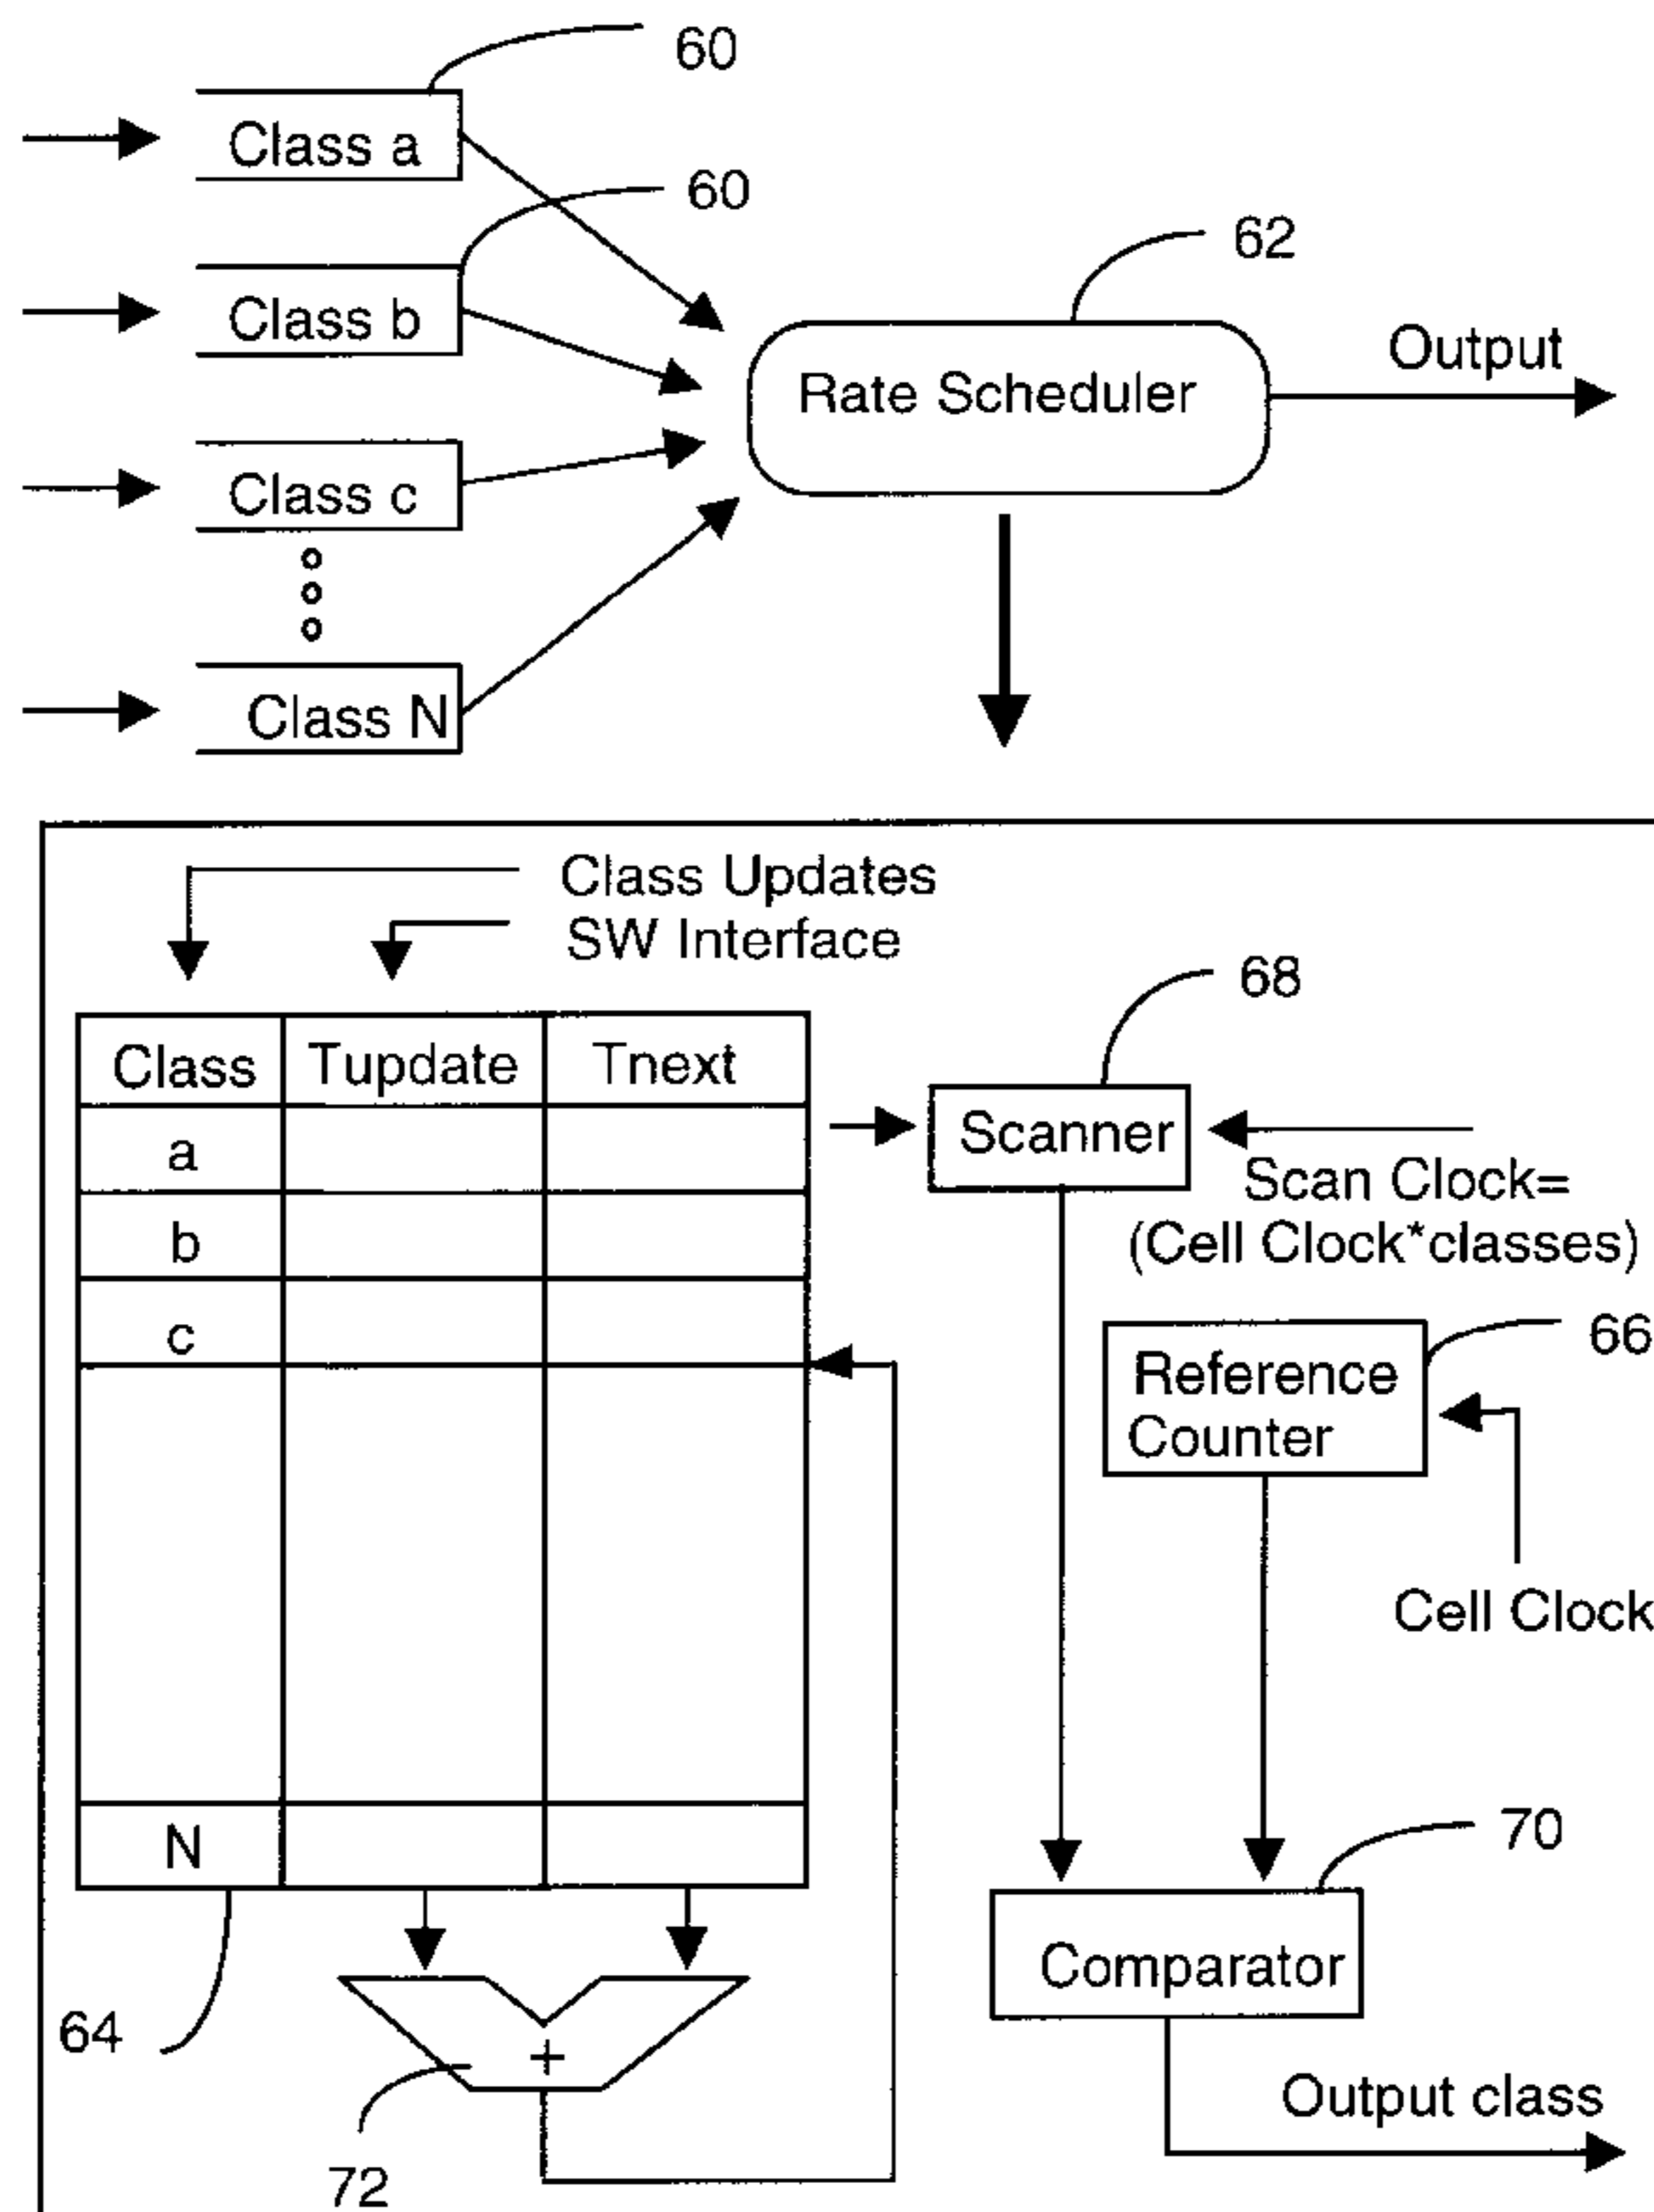 60
Class a
60
Class b
62
Output
Rate Scheduler
Class c
Class N
Class Updates
SW Interface
68
Class Tupdate Tnext
Scanner
a
Scan Clock=
(Cell Clock*classes)
b
c
66
Reference
Counter
Cell Clock
N
70
Comparator
64
+
Output class
72